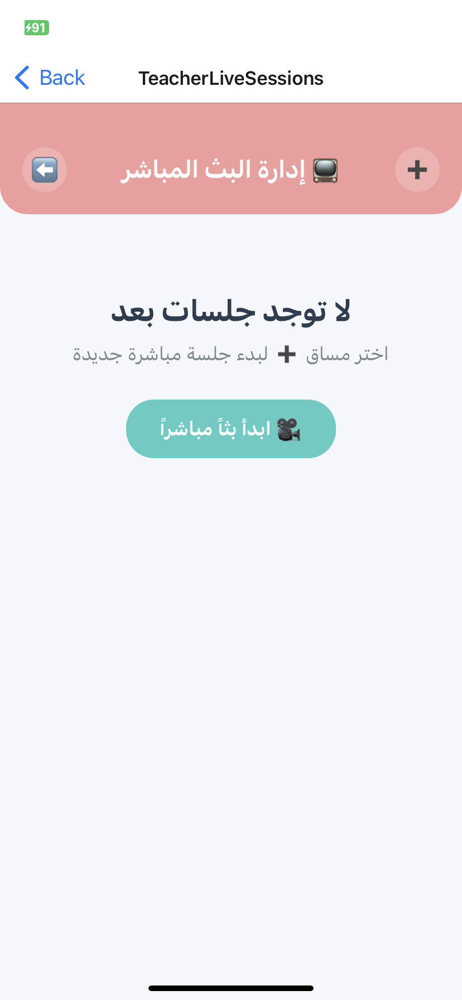 91
Back
TeacherLiveSessions
📺 إدارة البث المباشر
لا توجد جلسات بعد
اختر مساق ➕ لبدء جلسة مباشرة جديدة
🎥 ابدأ بثاً مباشراً